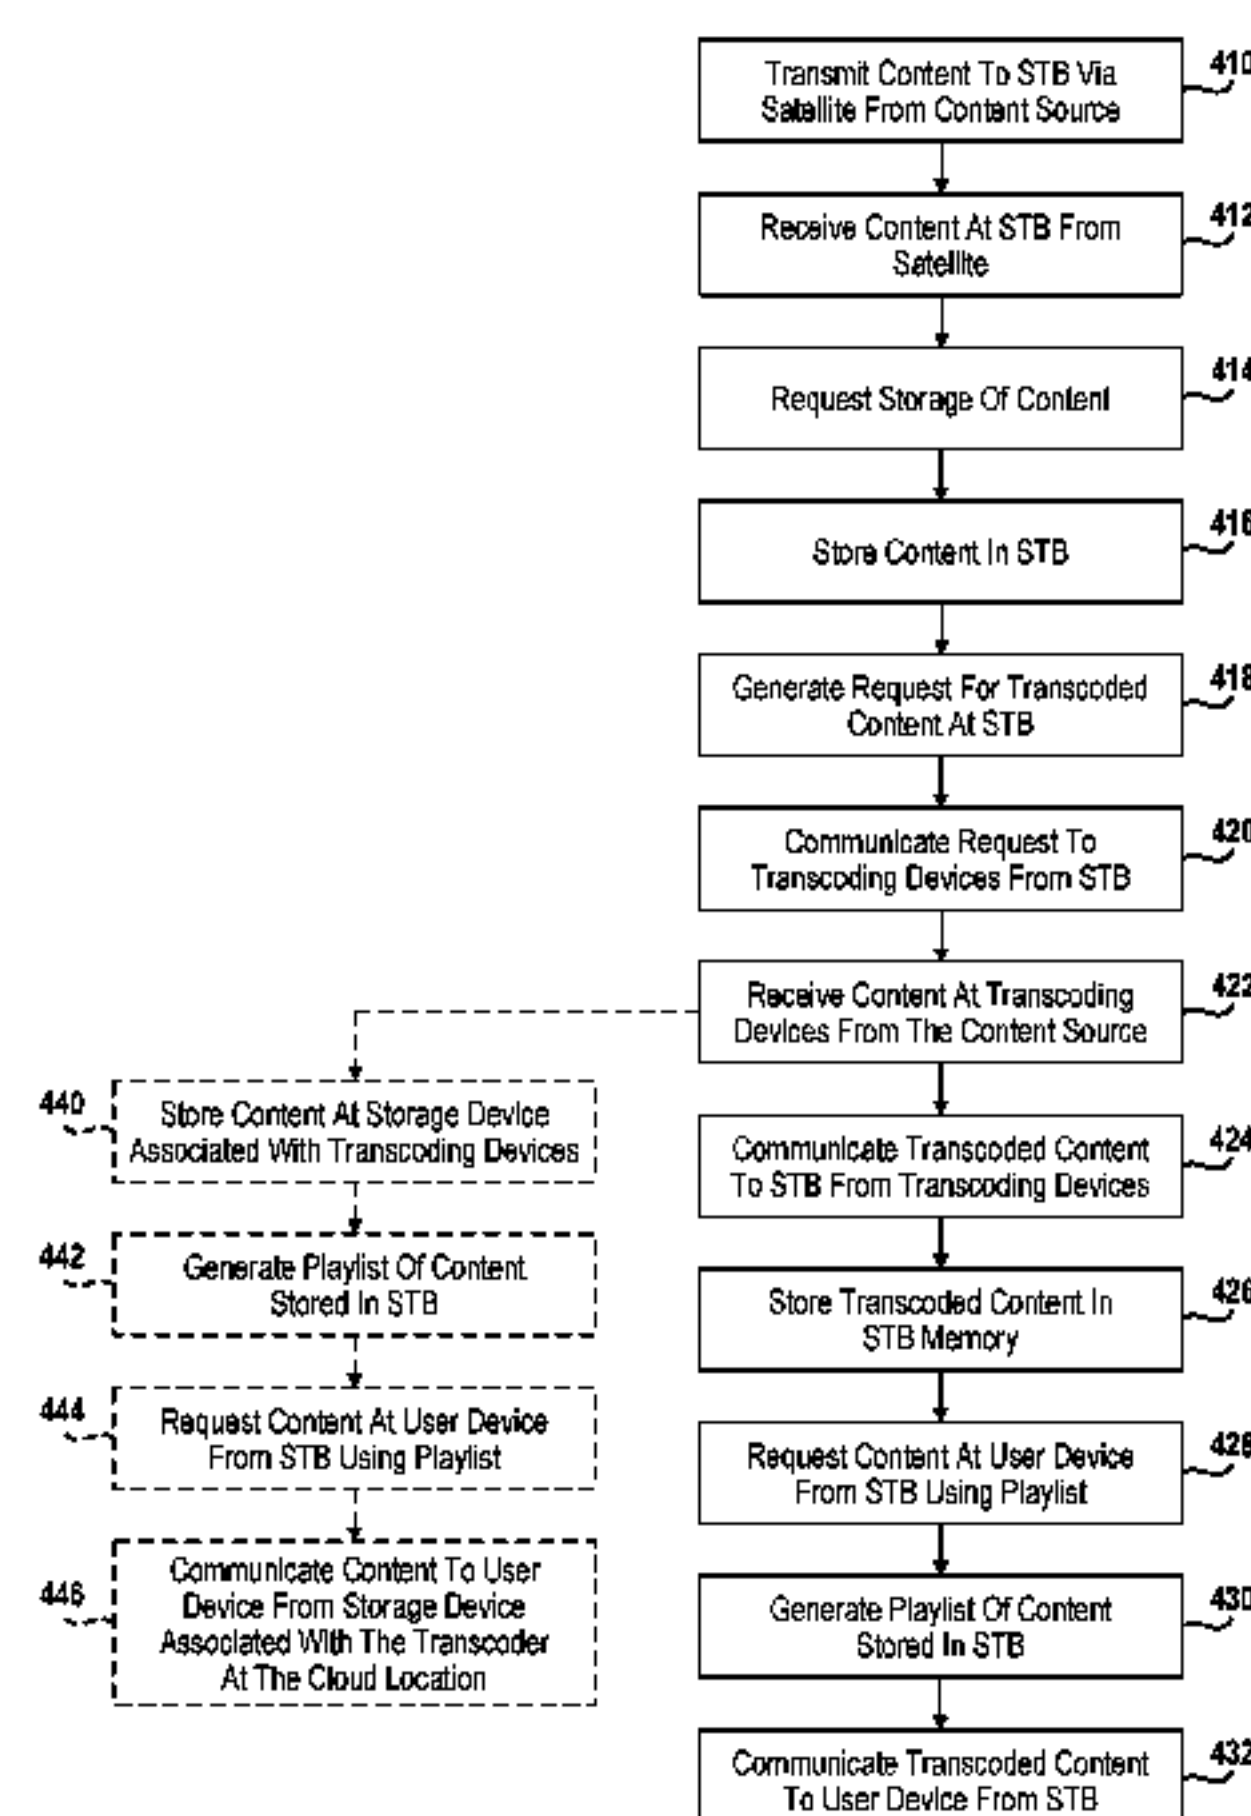 Transmit Content To STB Via
Satellite From Content Source
410
Receive Content At STB From
Satellite
412
Request Storage Of Content
414
Store Content In STB
416
Generate Request For Transcoded
Content At STB
418
Communicate Request To
Transcoding Devices From STB
420
Receive Content At Transcoding
Devices From The Content Source
422
Communicate Transcoded Content
To STB From Transcoding Devices
424
Store Transcoded Content In
STB Memory
426
Request Content At User Device
From STB Using Playlist
428
Generate Playlist Of Content
Stored In STB
430
Communicate Transcoded Content
To User Device From STB
432
440
Store Content At Storage Device
Associated With Transcoding Devices
442
Generate Playlist Of Content
Stored In STB
444
Request Content At User Device
From STB Using Playlist
446
Communicate Content To User
Device From Storage Device
Associated With The Transcoder
At The Cloud Location